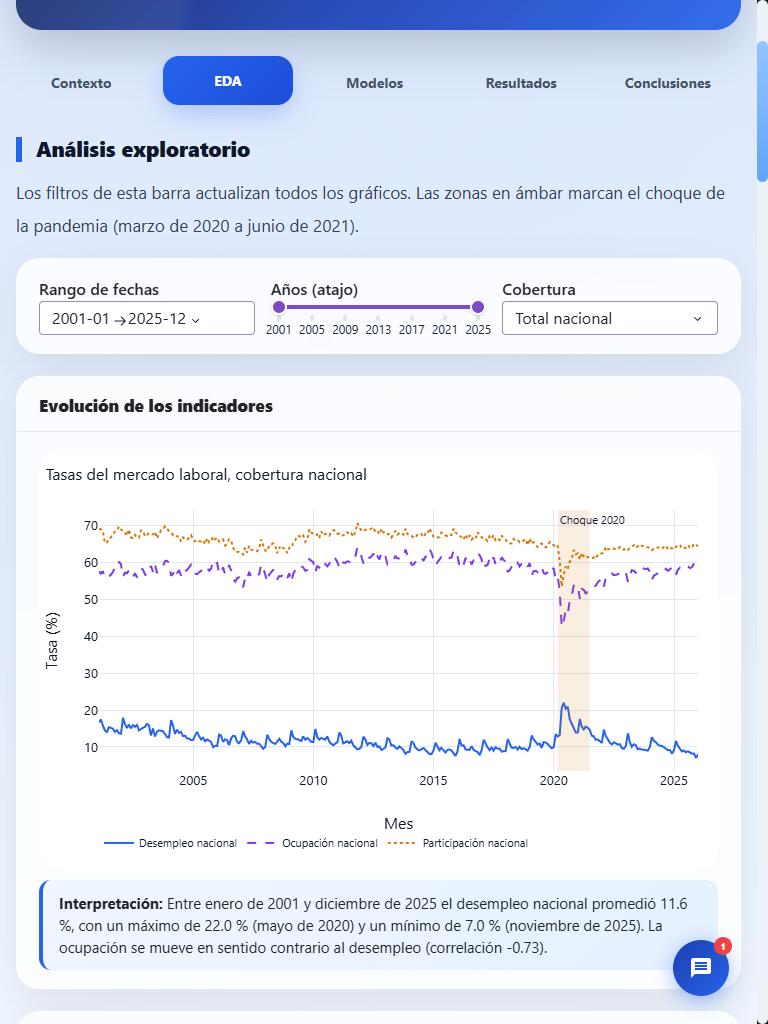 Contexto
EDA
Modelos
Resultados
Conclusiones
Análisis exploratorio
Los filtros de esta barra actualizan todos los gráficos. Las zonas en ámbar marcan el choque de
la pandemia (marzo de 2020 a junio de 2021).
Rango de fechas
2001-01 → 2025-12
Años (atajo)
2001 2005 2009 2013 2017 2021 2025
Cobertura
Total nacional
Evolución de los indicadores
Tasas del mercado laboral, cobertura nacional
Choque 2020
70
60
50
40
30
20
10
Tasa (%)
2005 2010 2015 2020 2025
Mes
Desempleo nacional Ocupación nacional Participación nacional
Interpretación: Entre enero de 2001 y diciembre de 2025 el desempleo nacional promedió 11.6
%, con un máximo de 22.0 % (mayo de 2020) y un mínimo de 7.0 % (noviembre de 2025). La
ocupación se mueve en sentido contrario al desempleo (correlación -0.73).
1